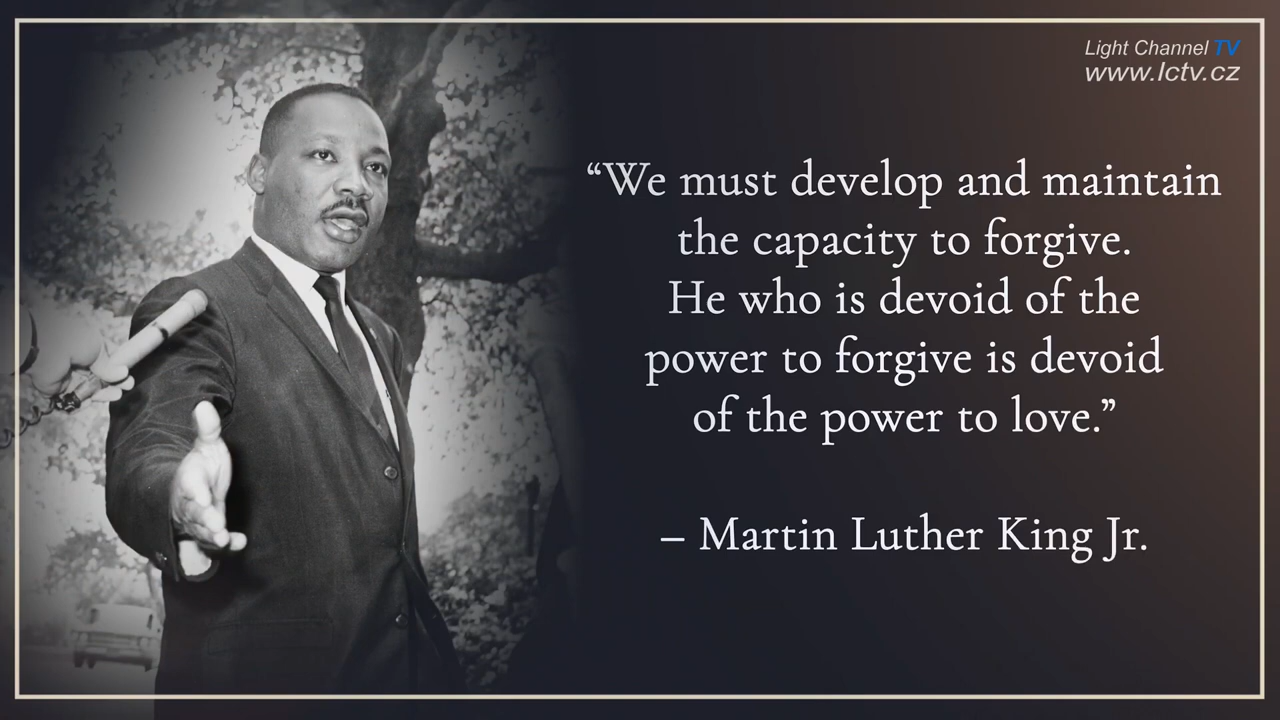 Light Channel TV
www.lctv.cz
“We must develop and maintain
the capacity to forgive.
He who is devoid of the
power to forgive is devoid
of the power to love.”
– Martin Luther King Jr.